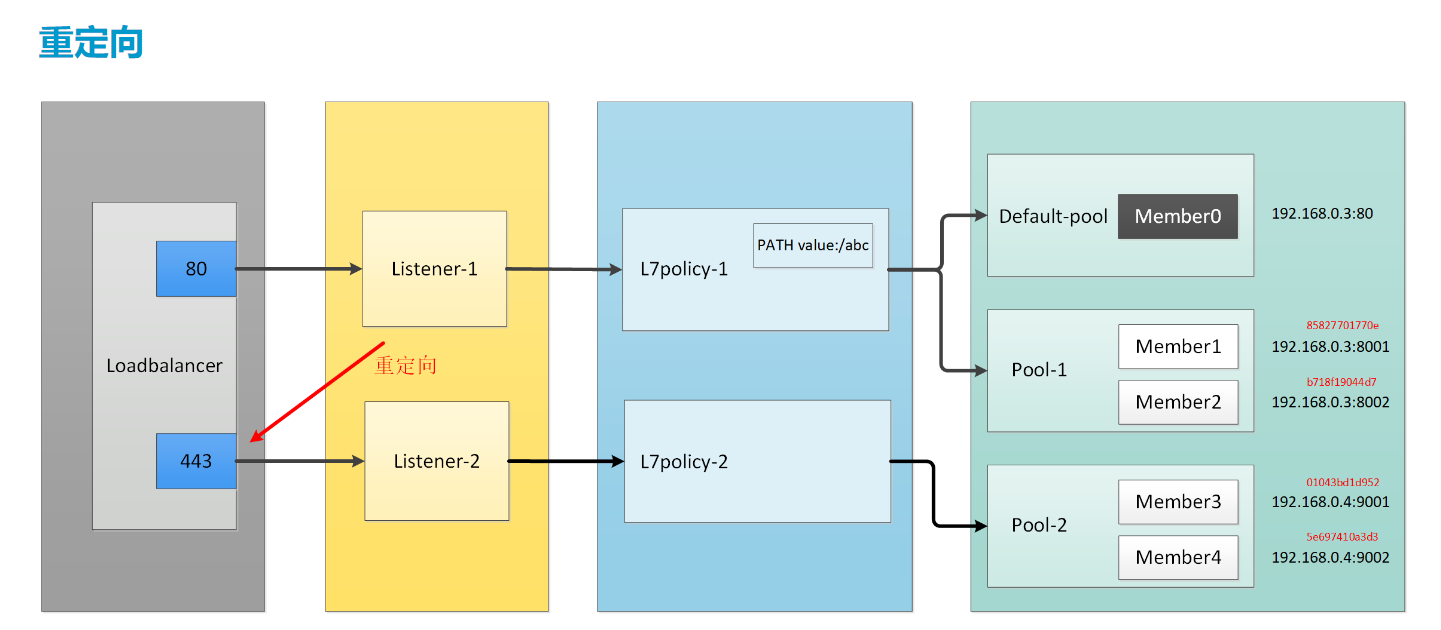 重定向
80
Loadbalancer
443
Listener-1
重定向
Listener-2
L7policy-1
PATH value:/abc
L7policy-2
Default-pool
Member0
192.168.0.3:80
Pool-1
Member1
85827701770e
192.168.0.3:8001
Member2
b718f19044d7
192.168.0.3:8002
Pool-2
Member3
01043bd1d952
192.168.0.4:9001
Member4
5e697410a3d3
192.168.0.4:9002